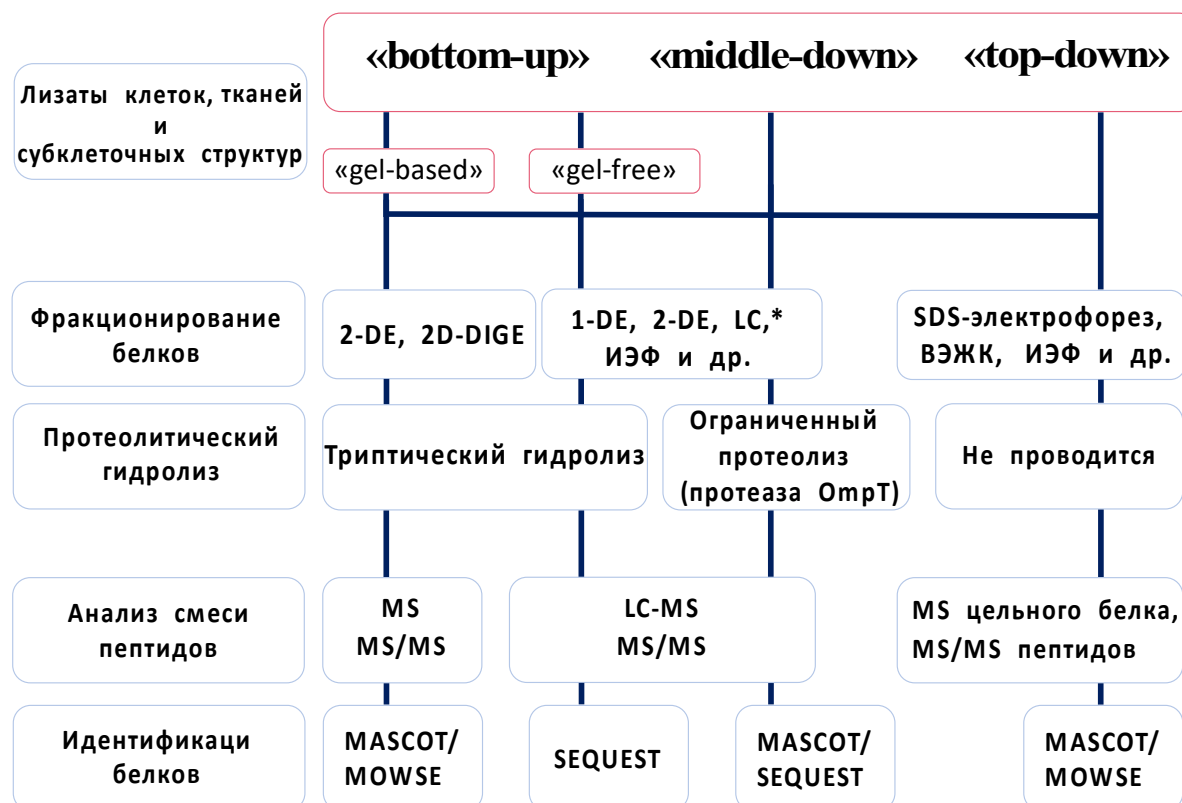 «bottom-up» «middle-down» «top-down»
Лизаты клеток, тканей
и
субклеточных структур
«gel-based» «gel-free»
Фракционирование
белков
2-DE, 2D-DIGE
1-DE, 2-DE, LC,*
ИЭФ и др.
SDS-электрофорез,
ВЭЖК, ИЭФ и др.
Протеолитический
гидролиз
Триптический гидролиз
Ограниченный
протеолиз
(протеаза OmpT)
Не проводится
Анализ смеси
пептидов
MS
MS/MS
LC-MS
MS/MS
MS цельного белка,
MS/MS пептидов
Идентификаци
белков
MASCOT/
MOWSE
SEQUEST
MASCOT/
SEQUEST
MASCOT/
MOWSE